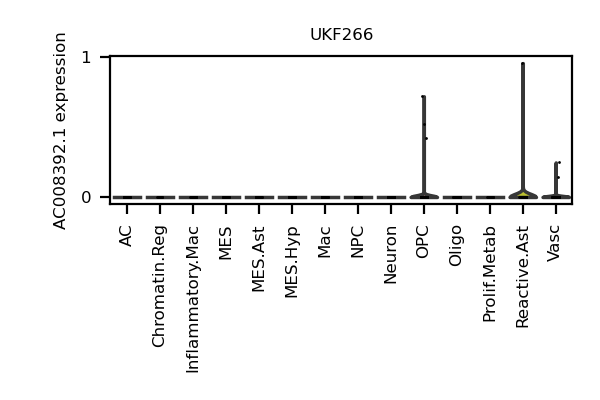 UKF266
AC008392.1 expression
1
0
AC
Chromatin.Reg
Inflammatory.Mac
MES
MES.Ast
MES.Hyp
Mac
NPC
Neuron
OPC
Oligo
Prolif.Metab
Reactive.Ast
Vasc